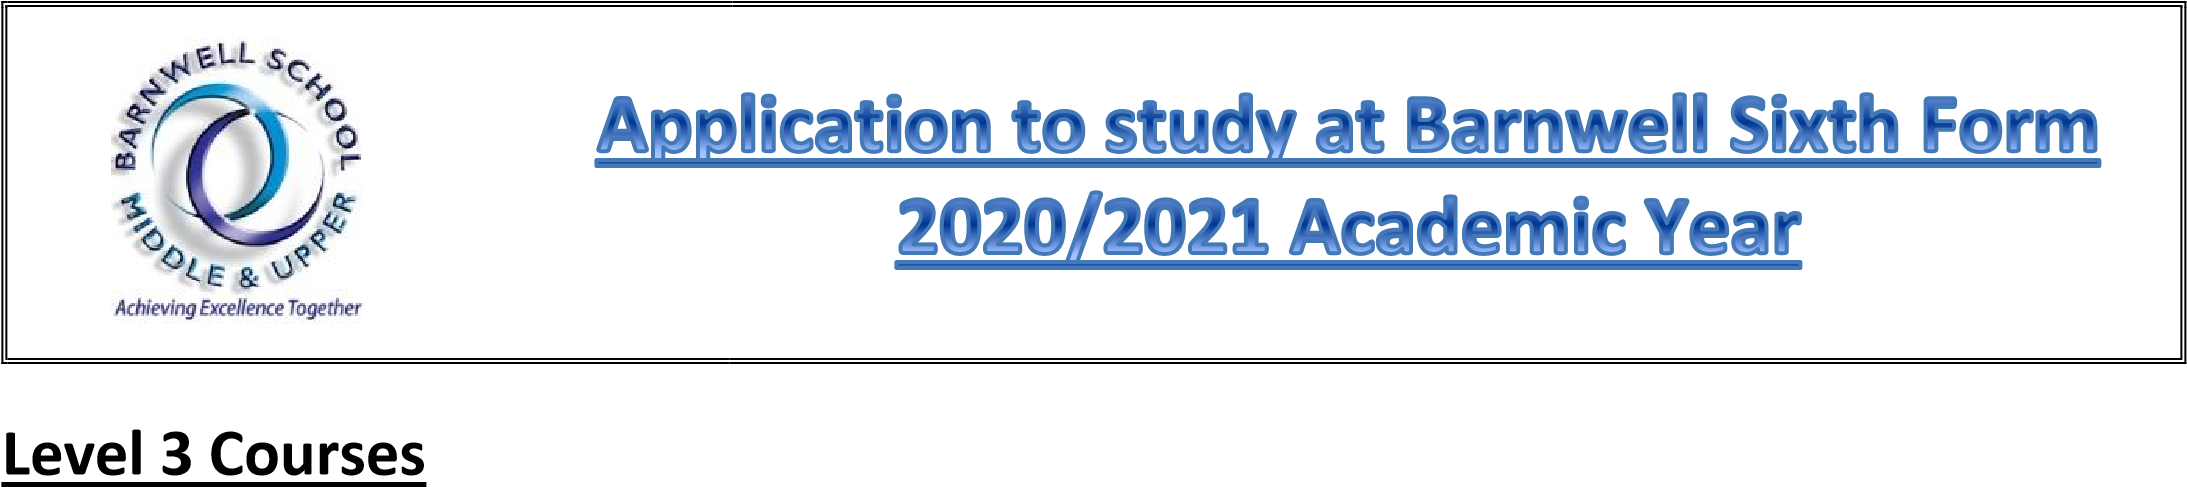 BARNWELL SCHOOL
MIDDLE & UPPER
Achieving Excellence Together
Application to study at Barnwell Sixth Form
2020/2021 Academic Year
Level 3 Courses